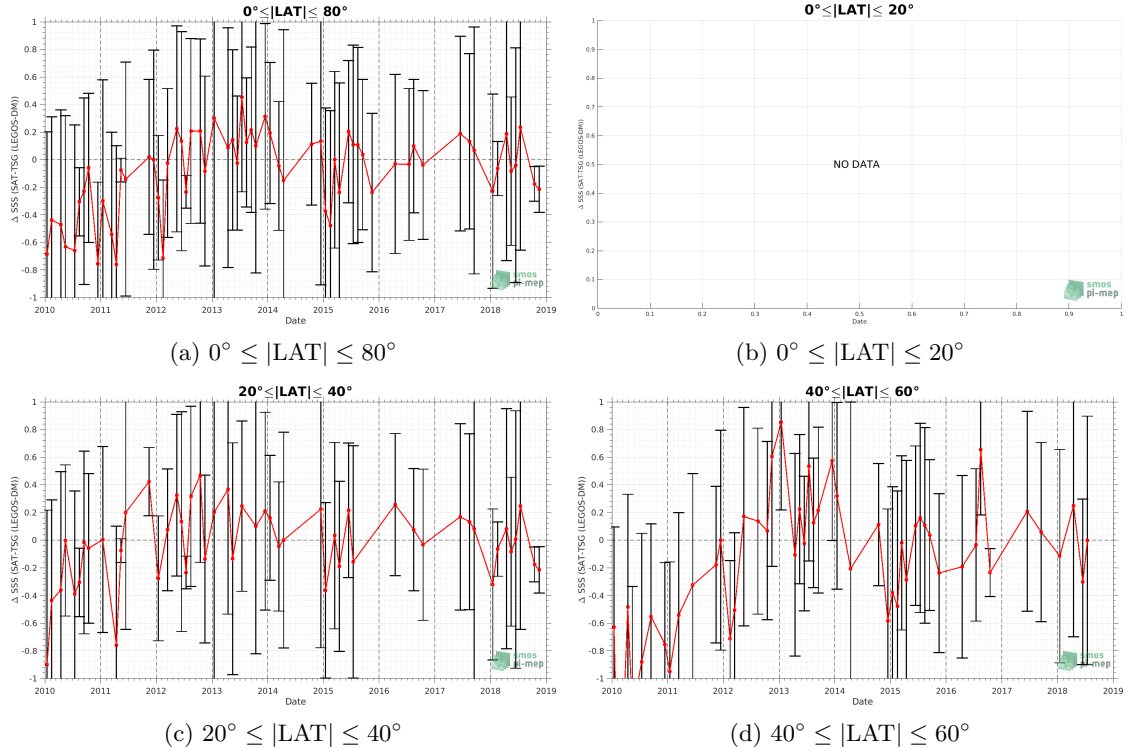 0°≤|LAT|≤ 80°
Δ SSS (SAT-TSG (LEGOS-DM))
1
0.8
0.6
0.4
0.2
0
-0.2
-0.4
-0.6
-0.8
-1
2010 2011 2012 2013 2014 2015 2016 2017 2018 2019
Date
smos
pi-mep
(a) 0° ≤ |LAT| ≤ 80°
0°≤|LAT|≤ 20°
Δ SSS (SAT-TSG (LEGOS-DM))
1
0.9
0.8
0.7
0.6
0.5
0.4
0.3
0.2
0.1
0
NO DATA
0 0.1 0.2 0.3 0.4 0.5 0.6 0.7 0.8 0.9 1
Date
smos
pi-mep
(b) 0° ≤ |LAT| ≤ 20°
20°≤|LAT|≤ 40°
Δ SSS (SAT-TSG (LEGOS-DM))
1
0.8
0.6
0.4
0.2
0
-0.2
-0.4
-0.6
-0.8
-1
2010 2011 2012 2013 2014 2015 2016 2017 2018 2019
Date
smos
pi-mep
(c) 20° ≤ |LAT| ≤ 40°
40°≤|LAT|≤ 60°
Δ SSS (SAT-TSG (LEGOS-DM))
1
0.8
0.6
0.4
0.2
0
-0.2
-0.4
-0.6
-0.8
-1
2010 2011 2012 2013 2014 2015 2016 2017 2018 2019
Date
smos
pi-mep
(d) 40° ≤ |LAT| ≤ 60°